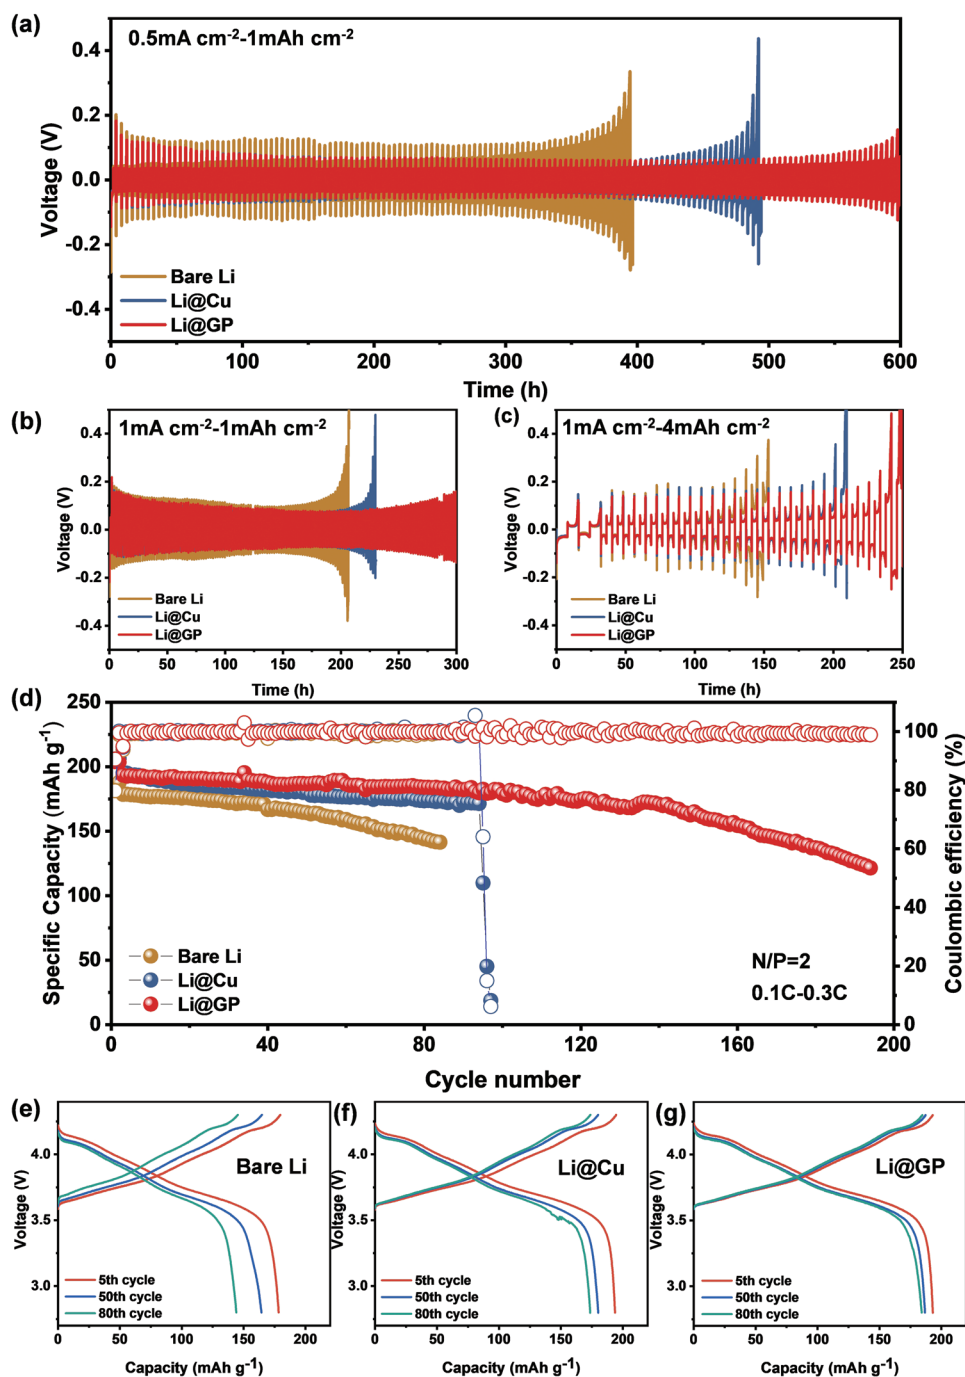 (a)
0.5mA cm⁻²-1mAh cm⁻²
0.4
0.2
0.0
-0.2
-0.4
Voltage (V)
Bare Li
Li@Cu
Li@GP
0 100 200 300 400 500 600
Time (h)
(b)
1mA cm⁻²-1mAh cm⁻²
0.4
0.2
0.0
-0.2
-0.4
Voltage (V)
Bare Li
Li@Cu
Li@GP
0 50 100 150 200 250 300
Time (h)
(c)
1mA cm⁻²-4mAh cm⁻²
0.4
0.2
0.0
-0.2
-0.4
Voltage (V)
Bare Li
Li@Cu
Li@GP
0 25 50 75 100 125 150 175 200 225 250
Time (h)
(d)
250
200
150
100
50
0
Specific Capacity (mAh g⁻¹)
100
80
60
40
20
0
Coulombic efficiency (%)
Bare Li
Li@Cu
Li@GP
N/P=2
0.1C-0.3C
0 40 80 120 160 200
Cycle number
(e)
Bare Li
4.0
3.5
3.0
Voltage (V)
5th cycle
50th cycle
80th cycle
0 50 100 150 200
Capacity (mAh g⁻¹)
(f)
Li@Cu
4.0
3.5
3.0
Voltage (V)
5th cycle
50th cycle
80th cycle
0 50 100 150 200
Capacity (mAh g⁻¹)
(g)
Li@GP
4.0
3.5
3.0
Voltage (V)
5th cycle
50th cycle
80th cycle
0 50 100 150 200
Capacity (mAh g⁻¹)